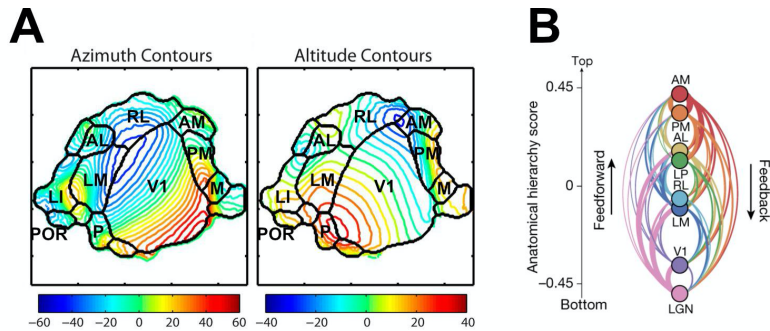 A
Azimuth Contours
Altitude Contours
RL
AM
AL
PM
LM
V1
M
LI
P
POR
−60 −40 −20 0 20 40 60
RL
AM
AL
PM
LM
V1
M
LI
P
POR
−40 −20 0 20 40
B
Top
0.45
0
−0.45
Bottom
Anatomical hierarchy score
Feedforward
AM
PM
AL
LP
RL
LM
V1
LGN
Feedback